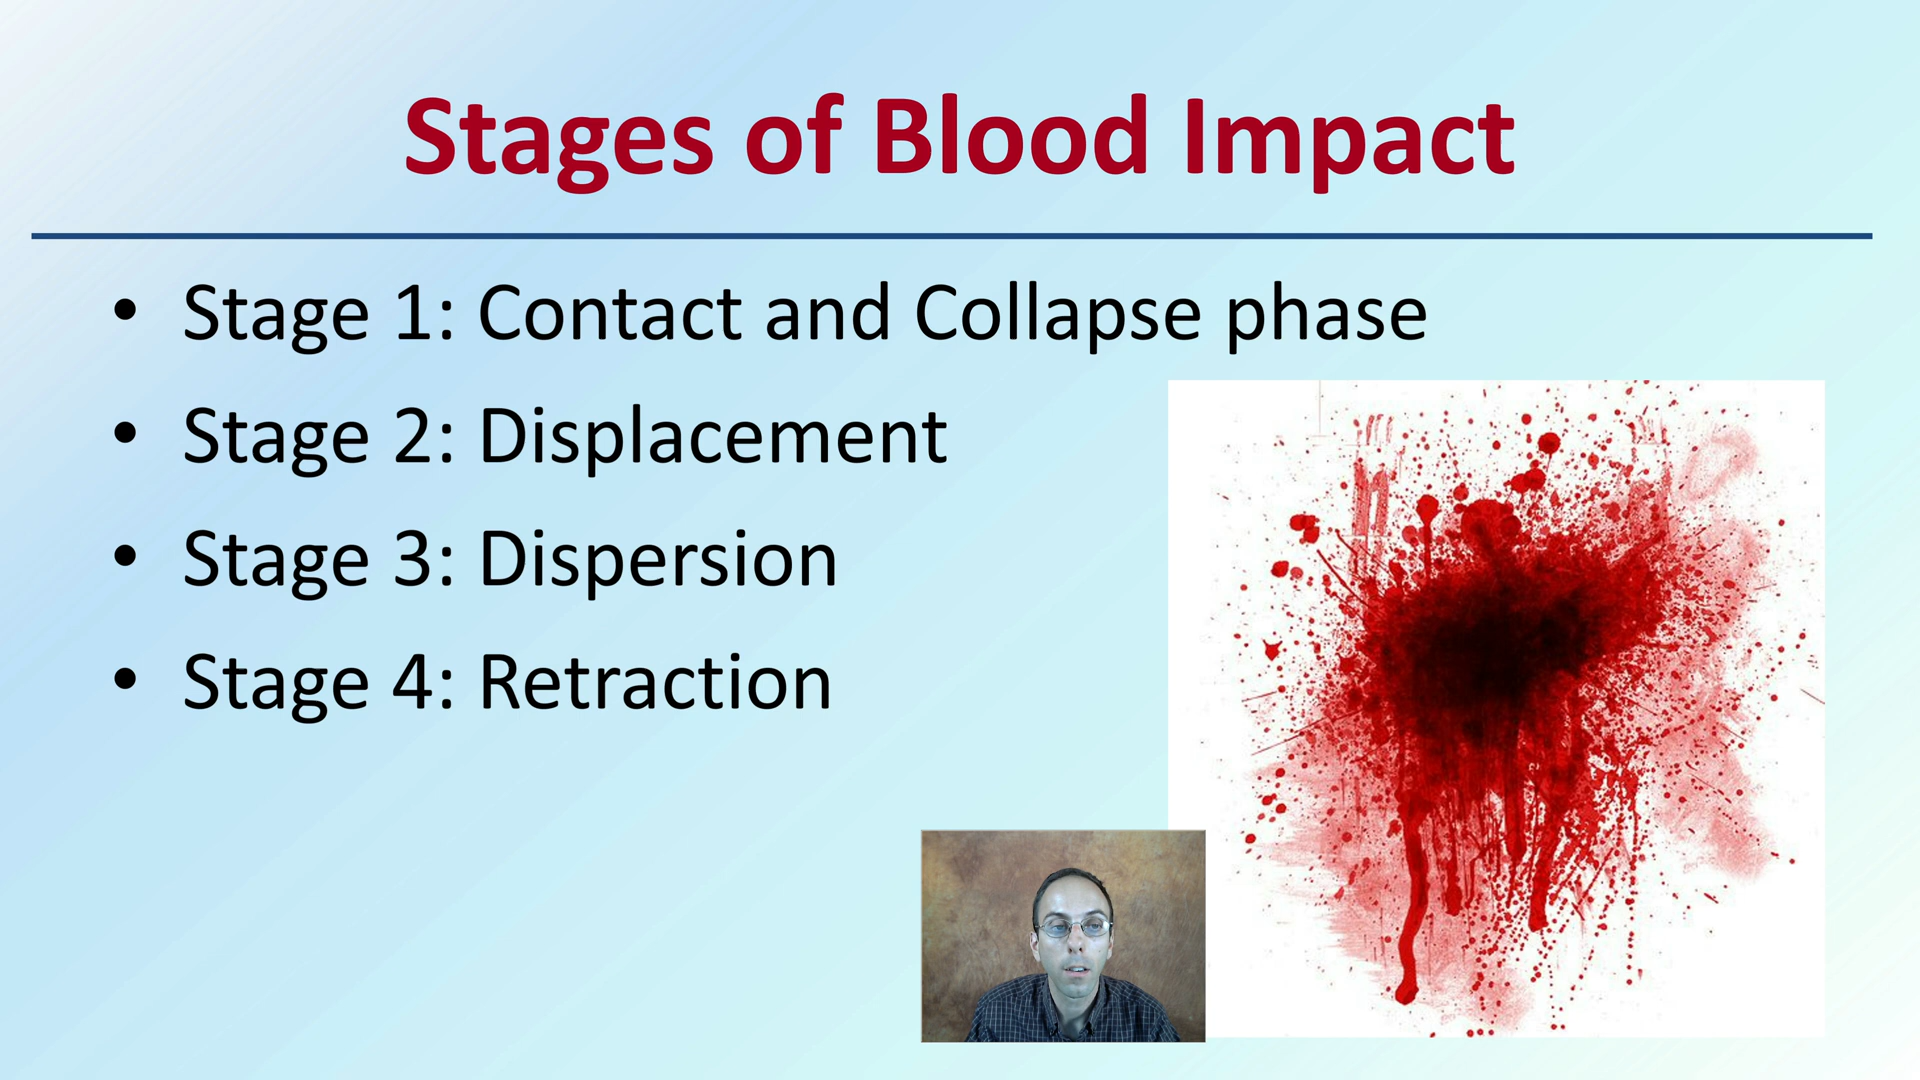 Stages of Blood Impact
• Stage 1: Contact and Collapse phase
• Stage 2: Displacement
• Stage 3: Dispersion
• Stage 4: Retraction